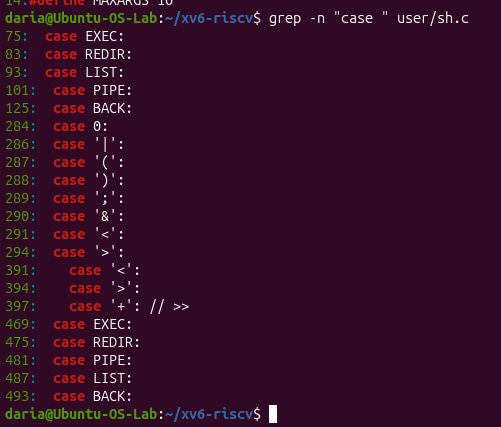 14:#define MAXARGS 10
daria@Ubuntu-OS-Lab:~/xv6-riscv$ grep -n "case " user/sh.c
75:  case EXEC:
83:  case REDIR:
93:  case LIST:
101:  case PIPE:
125:  case BACK:
284:  case 0:
286:  case '|':
287:  case '(':
288:  case ')':
289:  case ';':
290:  case '&':
291:  case '<':
294:  case '>':
391:    case '<':
394:    case '>':
397:    case '+': // >>
469:  case EXEC:
475:  case REDIR:
481:  case PIPE:
487:  case LIST:
493:  case BACK:
daria@Ubuntu-OS-Lab:~/xv6-riscv$